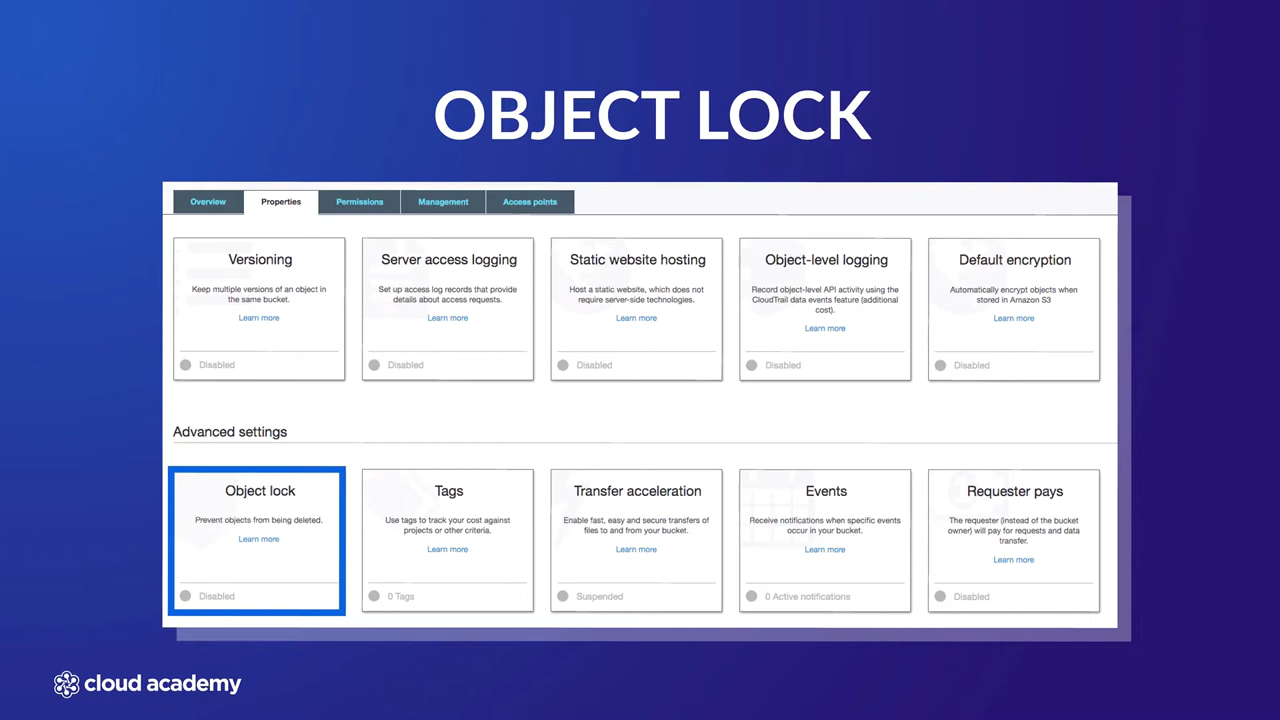 OBJECT LOCK
Overview
Properties
Permissions
Management
Access points
Versioning
Keep multiple versions of an object in
the same bucket.
Learn more
Disabled
Server access logging
Set up access log records that provide
details about access requests.
Learn more
Disabled
Static website hosting
Host a static website, which does not
require server-side technologies.
Learn more
Disabled
Object-level logging
Record object-level API activity using the
CloudTrail data events feature (additional
cost).
Learn more
Disabled
Default encryption
Automatically encrypt objects when
stored in Amazon S3
Learn more
Disabled
Advanced settings
Object lock
Prevent objects from being deleted.
Learn more
Disabled
Tags
Use tags to track your cost against
projects or other criteria.
Learn more
0 Tags
Transfer acceleration
Enable fast, easy and secure transfers of
files to and from your bucket.
Learn more
Suspended
Events
Receive notifications when specific events
occur in your bucket.
Learn more
0 Active notifications
Requester pays
The requester (instead of the bucket
owner) will pay for requests and data
transfer.
Learn more
Disabled
cloud academy